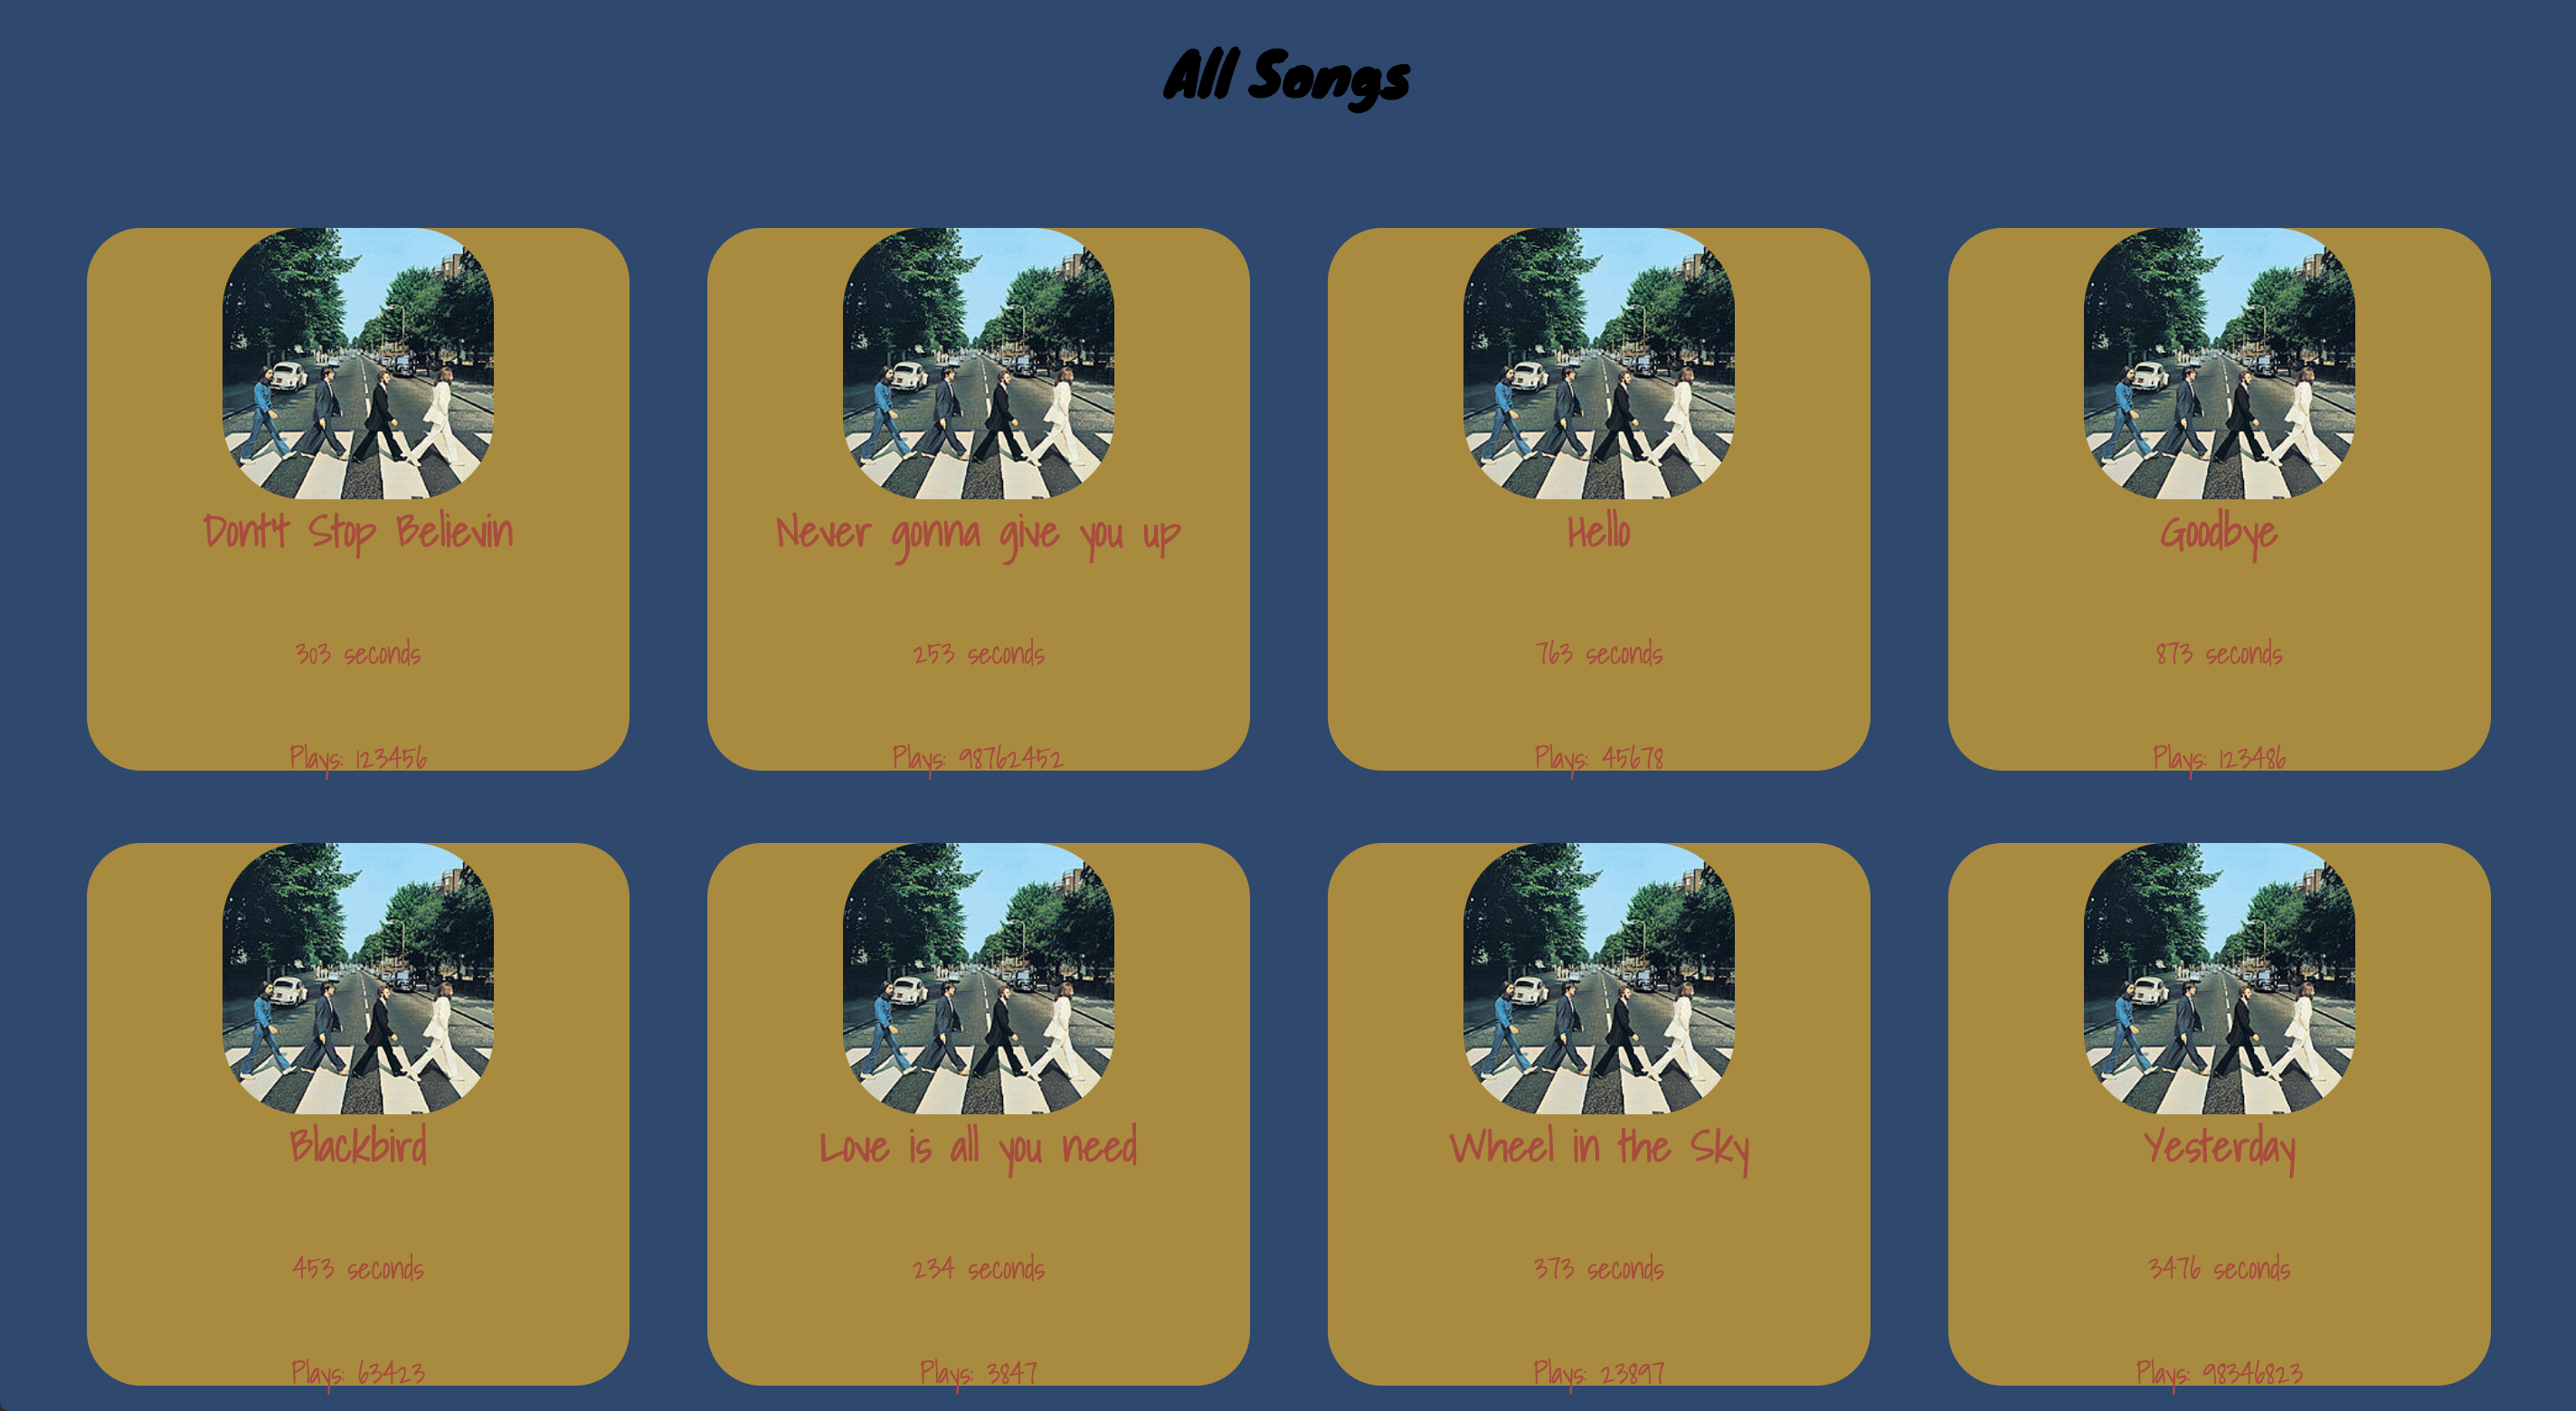 All Songs
Dont4 Stop Believin
Never gonna give you up
Hello
Goodbye
303 seconds
253 seconds
763 seconds
873 seconds
Plays: 123456
Plays: 98762452
Plays: 45678
Plays: 123486
Blackbird
Love is all you need
Wheel in the Sky
Yesterday
453 seconds
234 seconds
373 seconds
3476 seconds
Plays: 63423
Plays: 3847
Plays: 23897
Plays: 98346823